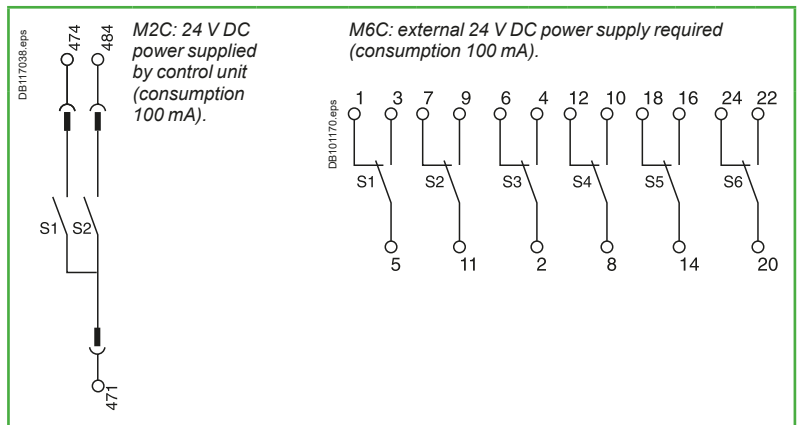 DB117038.eps
474 484
M2C: 24 V DC
power supplied
by control unit
(consumption
100 mA).
S1 S2
471
M6C: external 24 V DC power supply required
(consumption 100 mA).
DB101170.eps
1 3 7 9 6 4 12 10 18 16 24 22
S1 S2 S3 S4 S5 S6
5 11 2 8 14 20